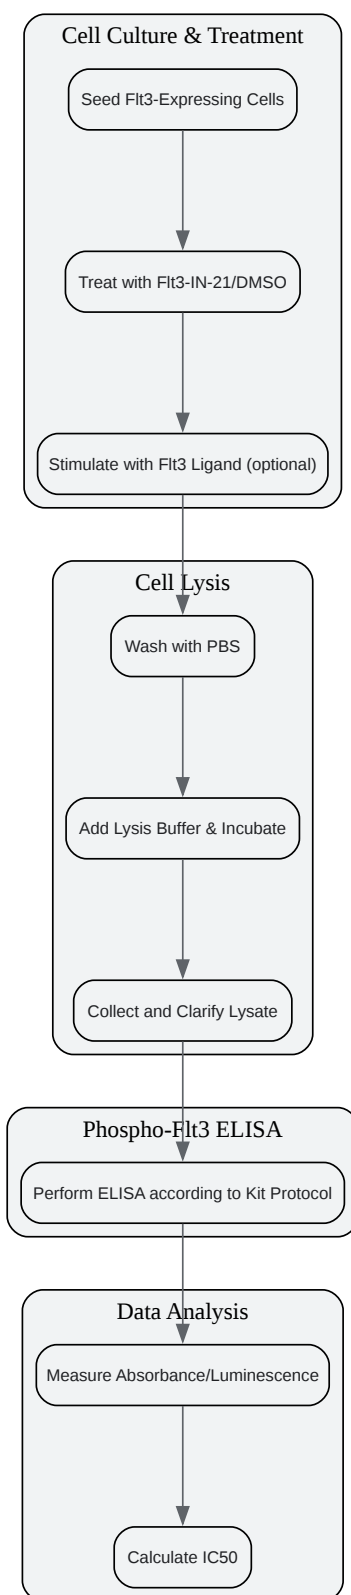 Cell Culture & Treatment
Seed Flt3-Expressing Cells
Treat with Flt3-IN-21/DMSO
Stimulate with Flt3 Ligand (optional)
Cell Lysis
Wash with PBS
Add Lysis Buffer & Incubate
Collect and Clarify Lysate
Phospho-Flt3 ELISA
Perform ELISA according to Kit Protocol
Data Analysis
Measure Absorbance/Luminescence
Calculate IC50